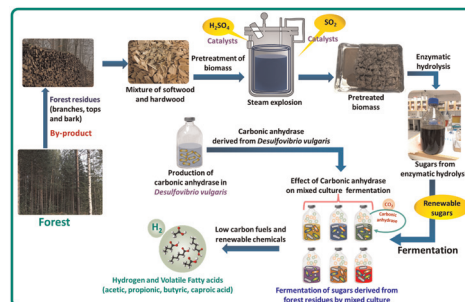 H₂SO₄
SO₂
Catalysts
Catalysts
Pretreatment of
biomass
Enzymatic
hydrolysis
Forest residues
(branches, tops
and bark)
By-product
Mixture of softwood
and hardwood
Steam explosion
Pretreated
biomass
Carbonic anhydrase
derived from Desulfovibrio vulgaris
Production of
carbonic anhydrase in
Desulfovibrio vulgaris
Effect of Carbonic anhydrase
on mixed culture fermentation
Sugars from
enzymatic hydrolysis
CO₂
Carbonic
anhydrase
Renewable
sugars
Forest
H₂
Low carbon fuels and
renewable chemicals
Fermentation
Hydrogen and Volatile Fatty acids
(acetic, propionic, butyric, caproic acid)
Fermentation of sugars derived
from forest residues by mixed culture